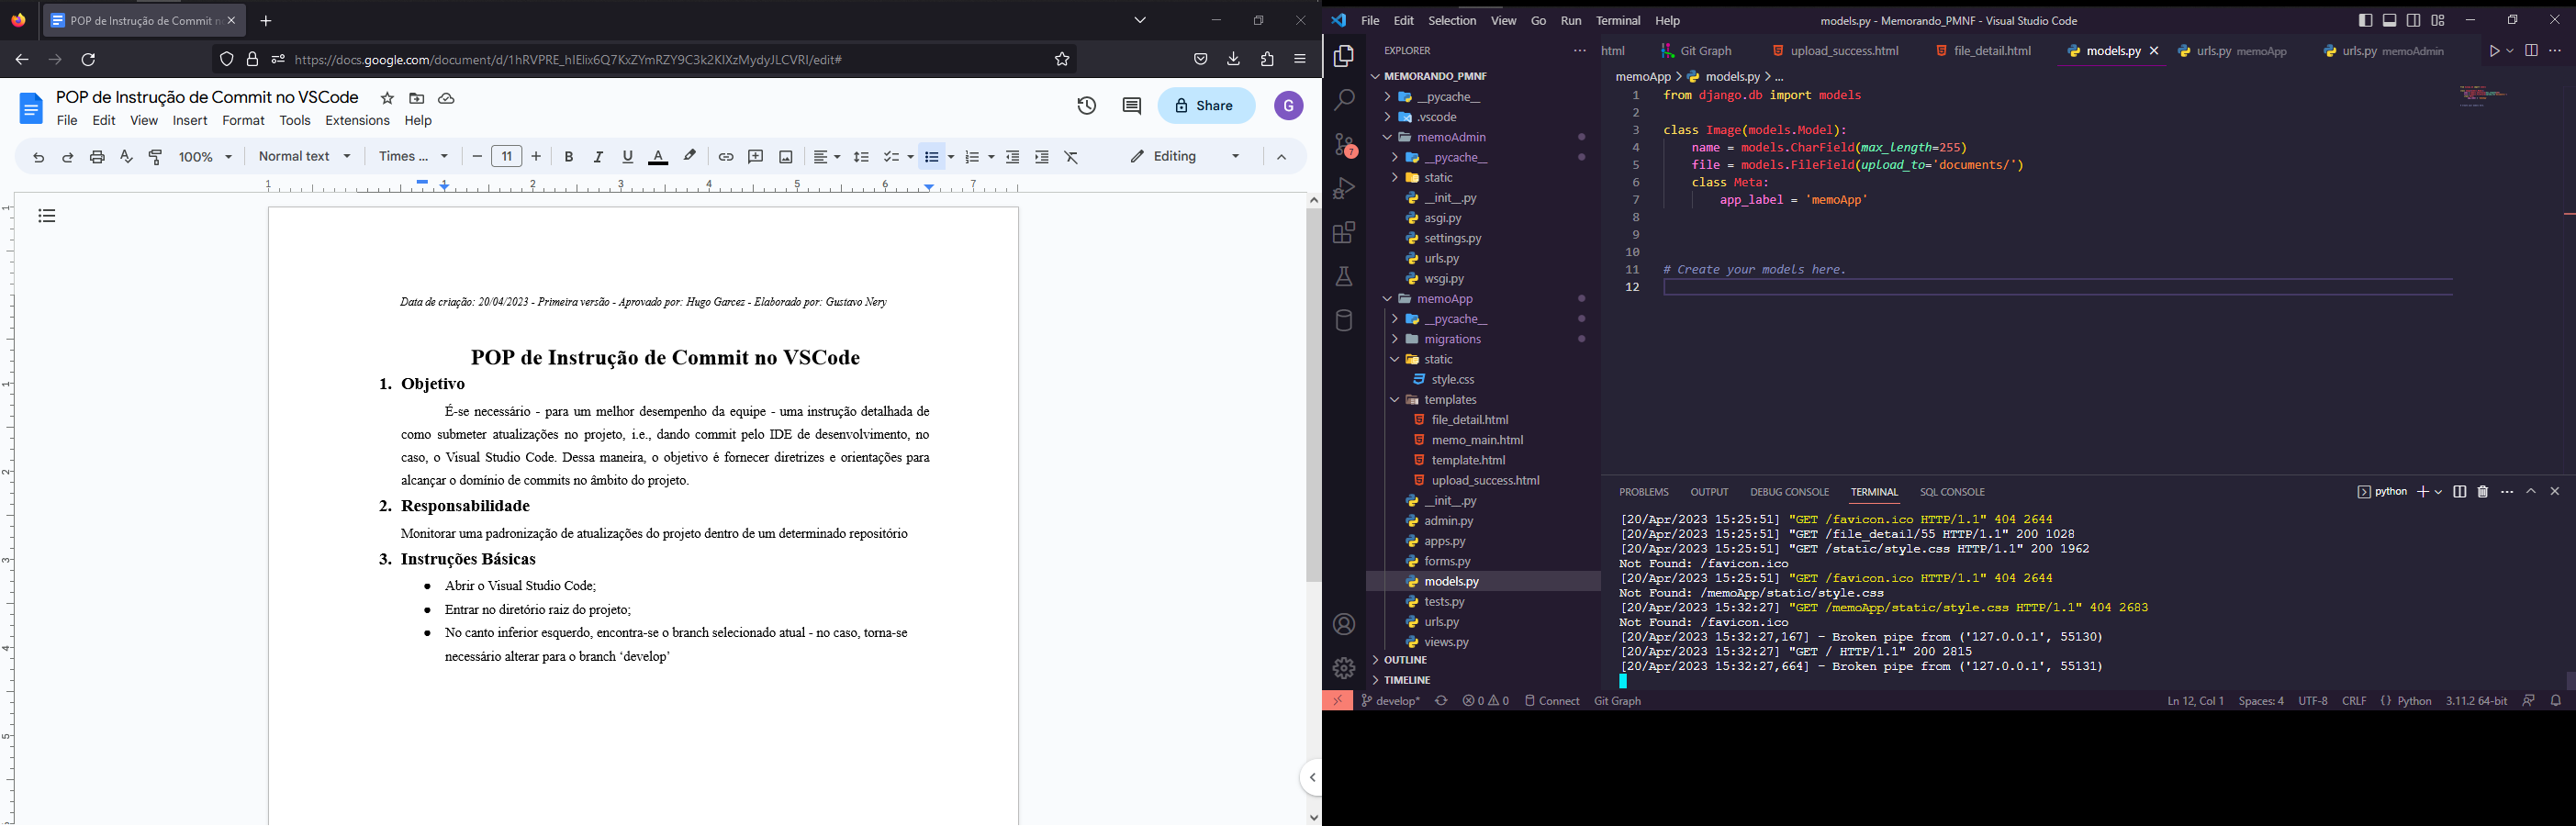 POP de Instrução de Commit n
https://docs.google.com/document/d/1hRVPRE_hIElix6Q7KxZYmRZY9C3k2KIXzMydyJLCVRI/edit#
POP de Instrução de Commit no VSCode
File Edit View Insert Format Tools Extensions Help
Share
G
100% Normal text Times ... 11 B I U A Editing
1 1 2 3 4 5 6 7
Data de criação: 20/04/2023 - Primeira versão - Aprovado por: Hugo Garcez - Elaborado por: Gustavo Nery
POP de Instrução de Commit no VSCode
1. Objetivo
É-se necessário - para um melhor desempenho da equipe - uma instrução detalhada de
como submeter atualizações no projeto, i.e., dando commit pelo IDE de desenvolvimento, no
caso, o Visual Studio Code. Dessa maneira, o objetivo é fornecer diretrizes e orientações para
alcançar o domínio de commits no âmbito do projeto.
2. Responsabilidade
Monitorar uma padronização de atualizações do projeto dentro de um determinado repositório
3. Instruções Básicas
● Abrir o Visual Studio Code;
● Entrar no diretório raiz do projeto;
● No canto inferior esquerdo, encontra-se o branch selecionado atual - no caso, torna-se
necessário alterar para o branch ‘develop’
File Edit Selection View Go Run Terminal Help
models.py - Memorando_PMNF - Visual Studio Code
EXPLORER
MEMORANDO_PMNF
__pycache__
.vscode
memoAdmin
__pycache__
static
__init__.py
asgi.py
settings.py
urls.py
wsgi.py
memoApp
__pycache__
migrations
static
style.css
templates
file_detail.html
memo_main.html
template.html
upload_success.html
__init__.py
admin.py
apps.py
forms.py
models.py
tests.py
urls.py
views.py
OUTLINE
TIMELINE
7
html Git Graph upload_success.html file_detail.html models.py urls.py memoApp urls.py memoAdmin
memoApp > models.py > ...
1 from django.db import models
2
3 class Image(models.Model):
4 name = models.CharField(max_length=255)
5 file = models.FileField(upload_to='documents/')
6 class Meta:
7 app_label = 'memoApp'
8
9
10
11 # Create your models here.
12
PROBLEMS OUTPUT DEBUG CONSOLE TERMINAL SQL CONSOLE
python
[20/Apr/2023 15:25:51] "GET /favicon.ico HTTP/1.1" 404 2644
[20/Apr/2023 15:25:51] "GET /file_detail/55 HTTP/1.1" 200 1028
[20/Apr/2023 15:25:51] "GET /static/style.css HTTP/1.1" 200 1962
Not Found: /favicon.ico
[20/Apr/2023 15:25:51] "GET /favicon.ico HTTP/1.1" 404 2644
Not Found: /memoApp/static/style.css
[20/Apr/2023 15:32:27] "GET /memoApp/static/style.css HTTP/1.1" 404 2683
Not Found: /favicon.ico
[20/Apr/2023 15:32:27,167] - Broken pipe from ('127.0.0.1', 55130)
[20/Apr/2023 15:32:27] "GET / HTTP/1.1" 200 2815
[20/Apr/2023 15:32:27,664] - Broken pipe from ('127.0.0.1', 55131)
develop* 0 0 Connect Git Graph
Ln 12, Col 1 Spaces: 4 UTF-8 CRLF {} Python 3.11.2 64-bit